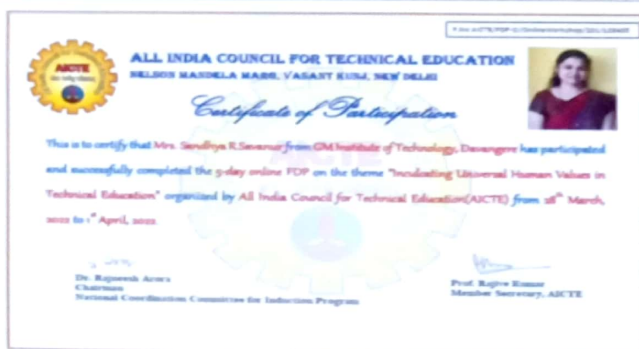 ALL INDIA COUNCIL FOR TECHNICAL EDUCATION
NELSON MANDELA MARG, VASANT KUNJ, NEW DELHI
AICTE
Certificate of Participation
This is to certify that Mrs. Sandhya R.Savanur from GM Institute of Technology, Davangere has participated
and successfully completed the 5-day online FDP on the theme "Inculcating Universal Human Values in
Technical Education" organized by All India Council for Technical Education(AICTE) from 28th March,
2022 to 1st April, 2022.
Dr. Rajneesh Arora
Chairman
National Coordination Committee for Induction Program
Prof. Rajive Kumar
Member Secretary, AICTE